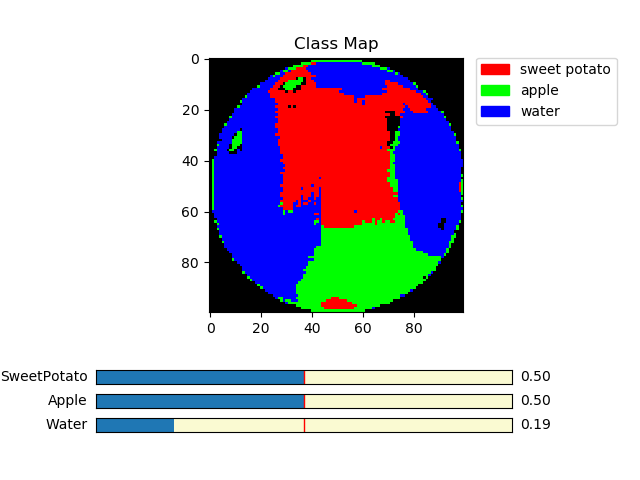 Class Map
sweet potato
apple
water
0
20
40
60
80
0 20 40 60 80
SweetPotato 0.50
Apple 0.50
Water 0.19